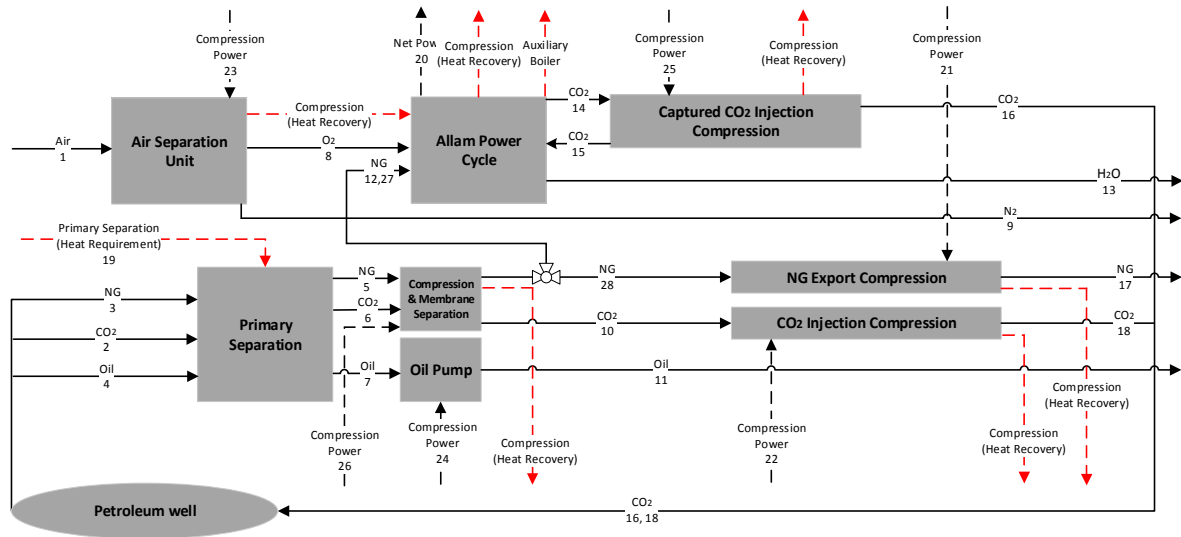 Compression
Power
23
Net Pow
20
Compression
(Heat Recovery)
Auxiliary
Boiler
Compression
Power
25
Compression
(Heat Recovery)
Compression
Power
21
Air
1
Air Separation
Unit
Compression
(Heat Recovery)
O₂
8
NG
12,27
Allam Power
Cycle
CO₂
14
CO₂
15
Captured CO₂ Injection
Compression
CO₂
16
H₂O
13
N₂
9
Primary Separation
(Heat Requirement)
19
NG
3
CO₂
2
Oil
4
Primary
Separation
NG
5
CO₂
6
Oil
7
Compression
& Membrane
Separation
Oil Pump
NG
28
CO₂
10
Oil
11
NG Export Compression
CO₂ Injection Compression
NG
17
CO₂
18
Compression
Power
26
Compression
Power
24
Compression
(Heat Recovery)
Compression
Power
22
Compression
(Heat Recovery)
Compression
(Heat Recovery)
Petroleum well
CO₂
16, 18